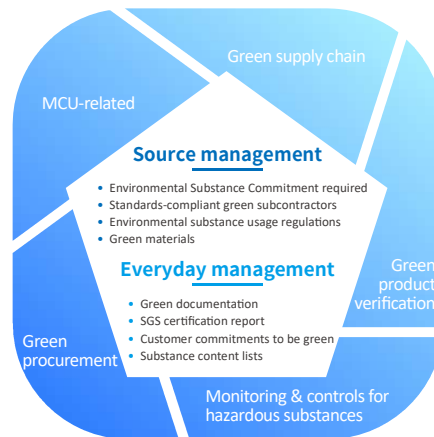 Green supply chain
MCU-related
Source management
• Environmental Substance Commitment required
• Standards-compliant green subcontractors
• Environmental substance usage regulations
• Green materials
Everyday management
• Green documentation
• SGS certification report
• Customer commitments to be green
• Substance content lists
Green
product
verification
Green
procurement
Monitoring & controls for
hazardous substances